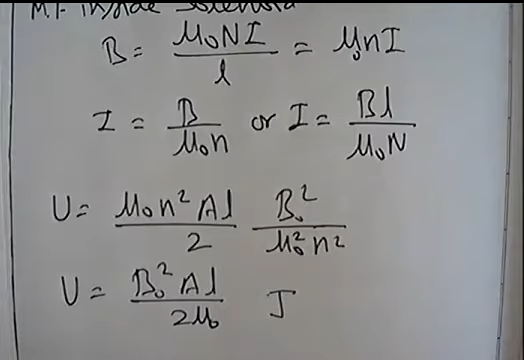 M.F inside solenoid
B = μ₀NI / l = μ₀nI
I = B / μ₀n or I = Bl / μ₀N
U = μ₀n²Al / 2 B₀² / μ₀²n²
U = B₀²Al / 2μ₀ J